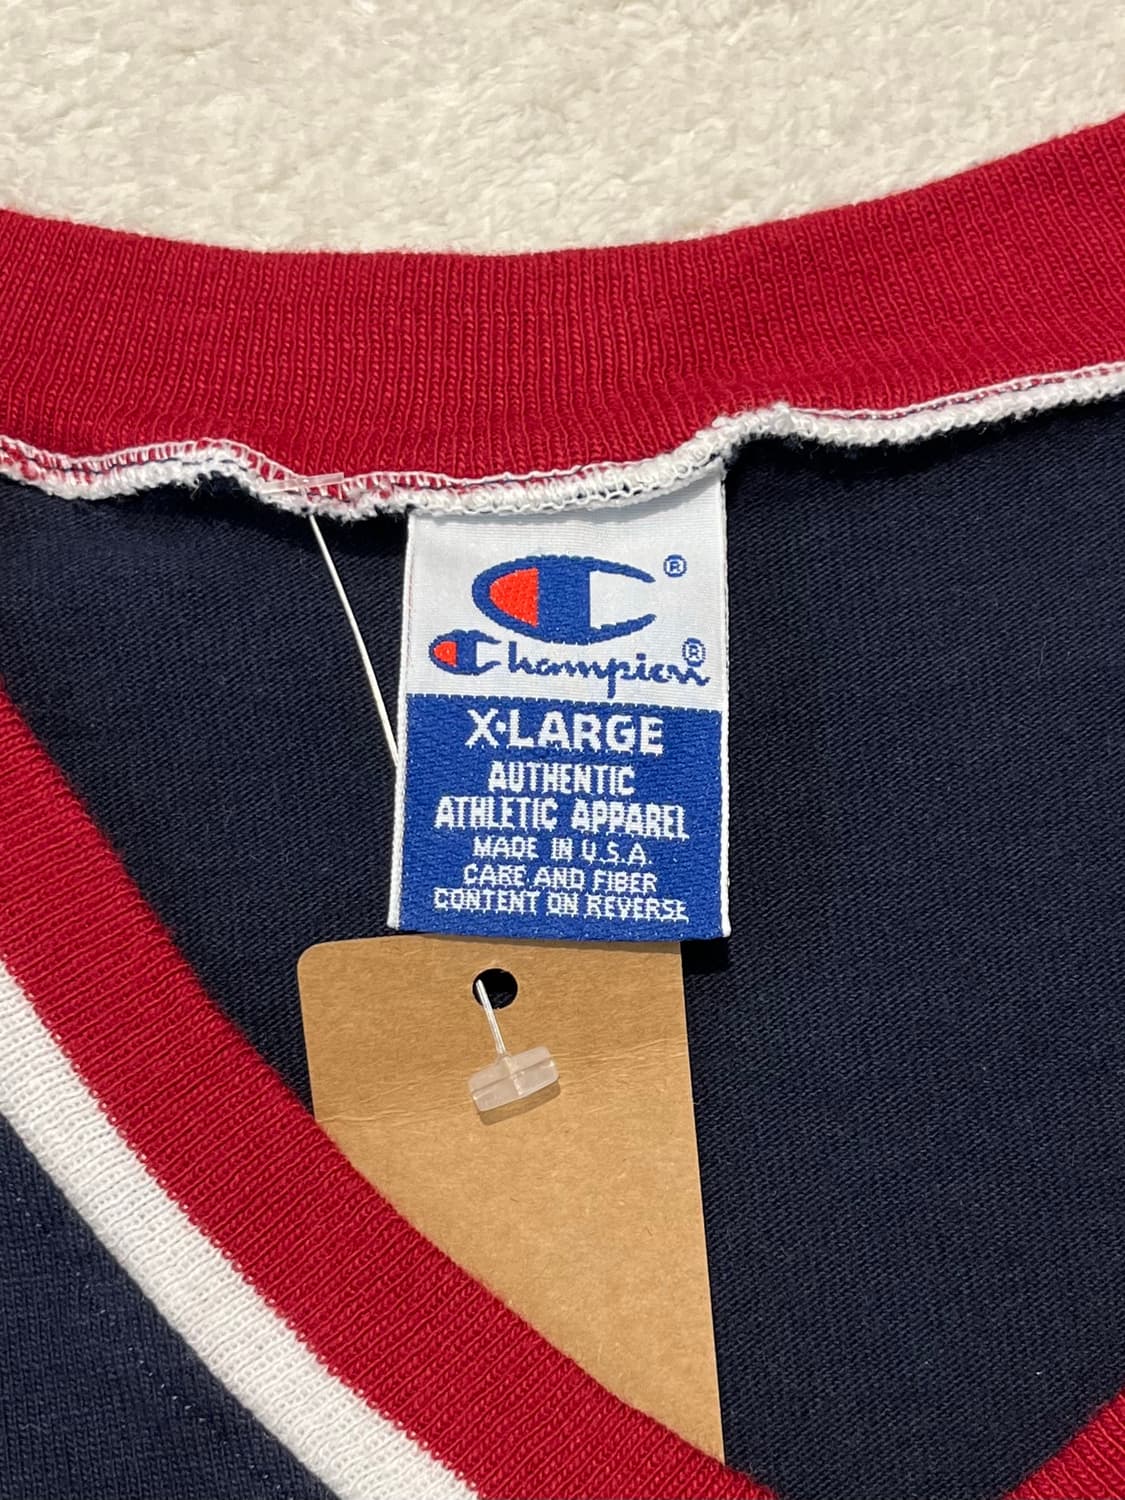 ®
Champion®
X·LARGE
AUTHENTIC
ATHLETIC APPAREL
MADE IN U.S.A.
CARE AND FIBER
CONTENT ON REVERSE